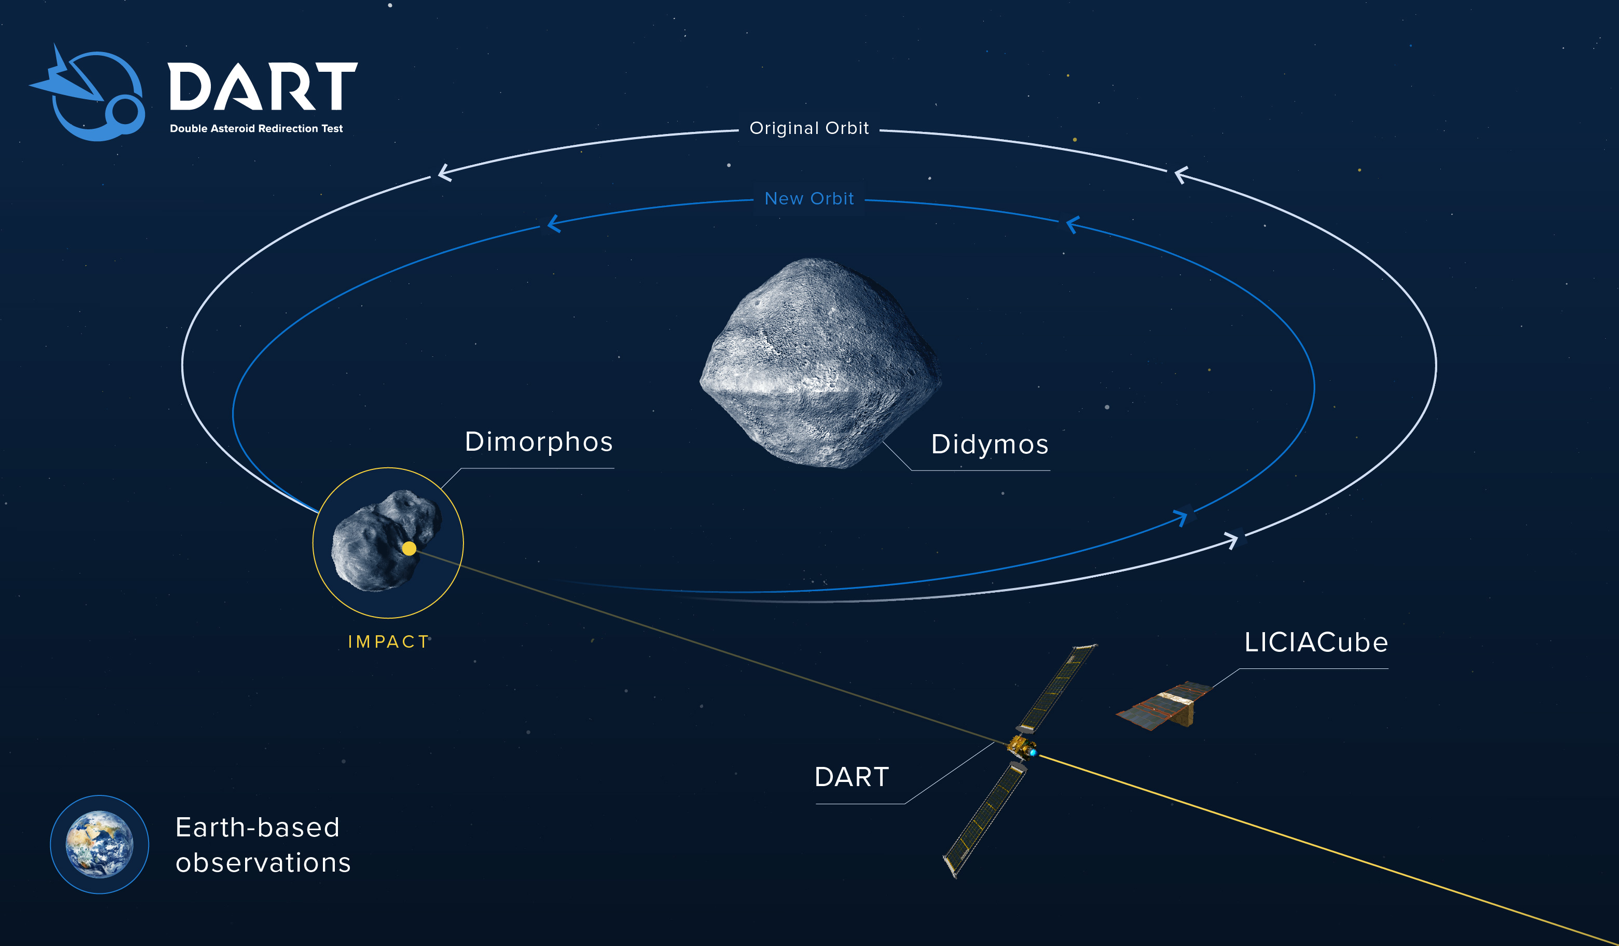 DART
Double Asteroid Redirection Test
Original Orbit
New Orbit
Dimorphos
Didymos
IMPACT
LICIACube
DART
Earth-based
observations